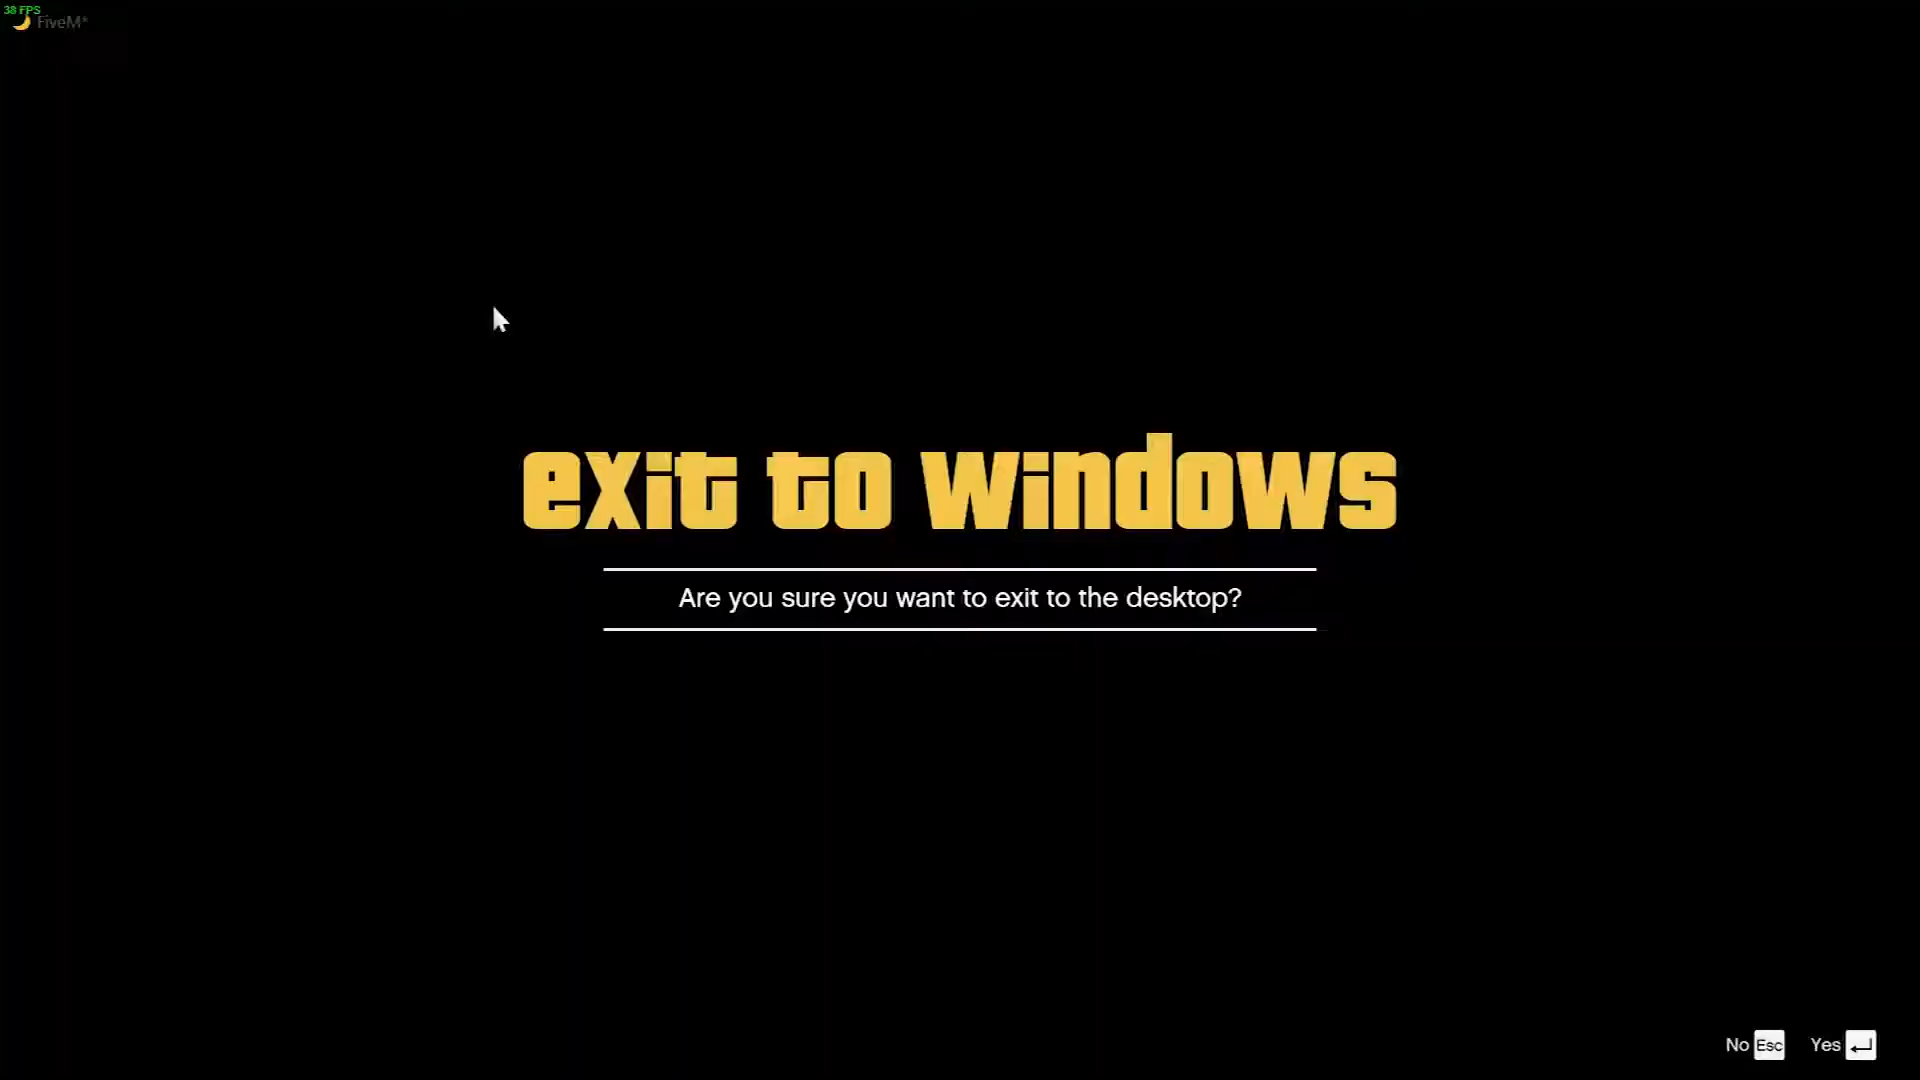 38 FPS
FiveM*
exit to windows
Are you sure you want to exit to the desktop?
No Esc Yes